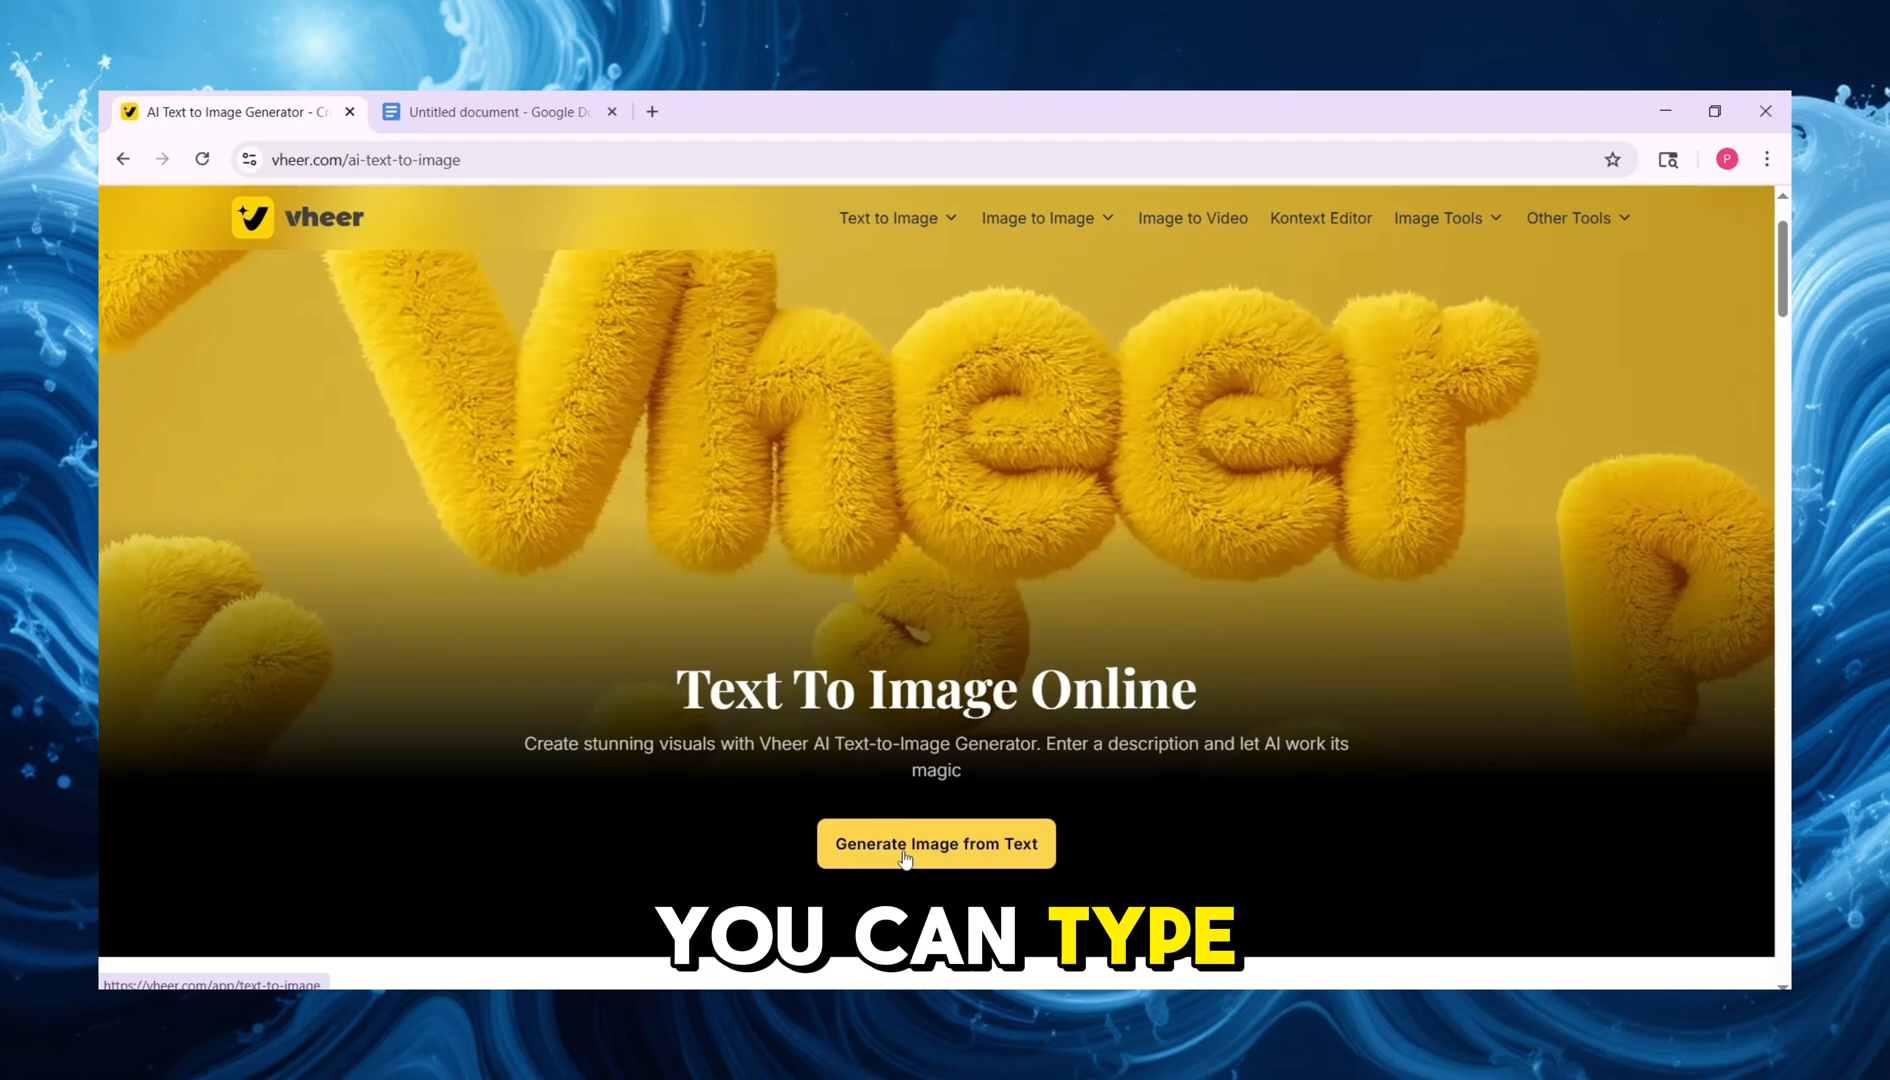 AI Text to Image Generator - Cr
Untitled document - Google Do
vheer.com/ai-text-to-image
P
vheer
Text to Image
Image to Image
Image to Video
Kontext Editor
Image Tools
Other Tools
Vheer
Text To Image Online
Create stunning visuals with Vheer AI Text-to-Image Generator. Enter a description and let AI work its
magic
Generate Image from Text
YOU CAN TYPE
https://vheer.com/app/text-to-image